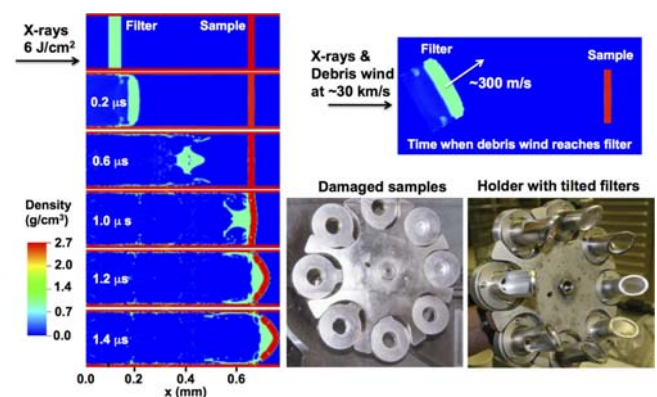 X-rays
6 J/cm²
Filter
Sample
0.2 μs
0.6 μs
1.0 μs
1.2 μs
1.4 μs
Density
(g/cm³)
2.7
2.0
1.4
0.7
0.0
0.0 0.2 0.4 0.6
x (mm)
X-rays &
Debris wind
at ~30 km/s
Filter
~300 m/s
Sample
Time when debris wind reaches filter
Damaged samples
Holder with tilted filters